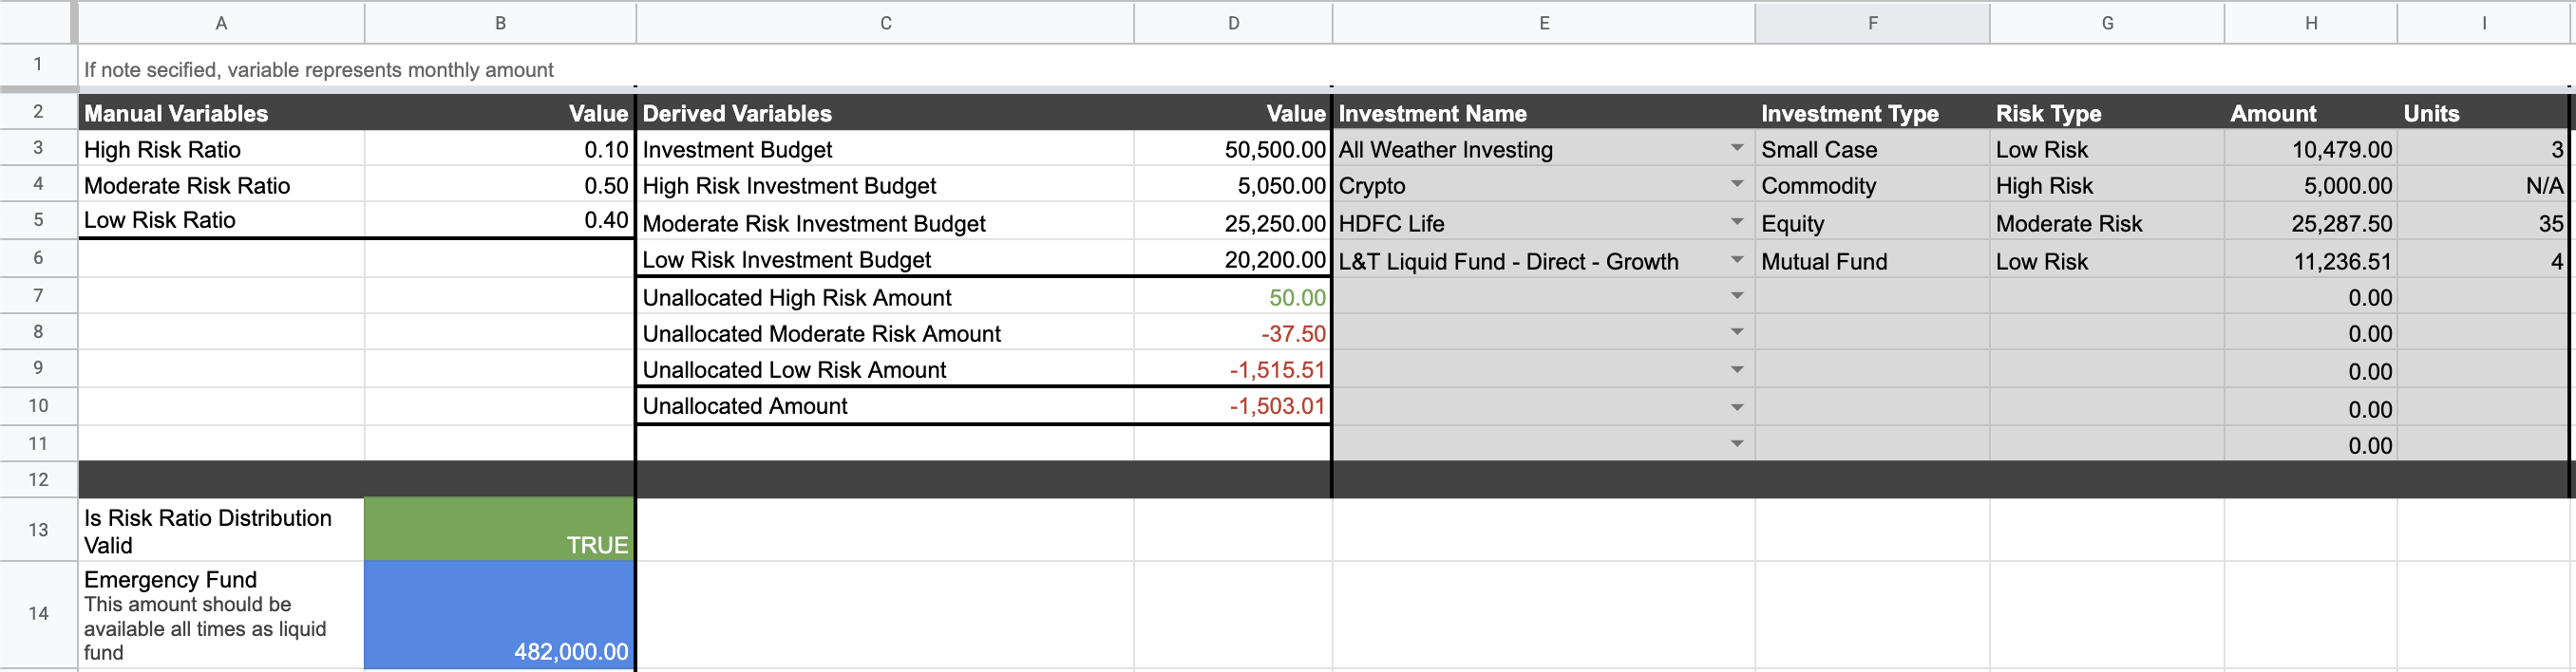 A B C D E F G H I
1 If note secified, variable represents monthly amount
2 Manual Variables Value Derived Variables Value Investment Name Investment Type Risk Type Amount Units
3 High Risk Ratio 0.10 Investment Budget 50,500.00 All Weather Investing Small Case Low Risk 10,479.00 3
4 Moderate Risk Ratio 0.50 High Risk Investment Budget 5,050.00 Crypto Commodity High Risk 5,000.00 N/A
5 Low Risk Ratio 0.40 Moderate Risk Investment Budget 25,250.00 HDFC Life Equity Moderate Risk 25,287.50 35
6 Low Risk Investment Budget 20,200.00 L&T Liquid Fund - Direct - Growth Mutual Fund Low Risk 11,236.51 4
7 Unallocated High Risk Amount 50.00 0.00
8 Unallocated Moderate Risk Amount -37.50 0.00
9 Unallocated Low Risk Amount -1,515.51 0.00
10 Unallocated Amount -1,503.01 0.00
11 0.00
12
13 Is Risk Ratio Distribution
Valid TRUE
Emergency Fund
This amount should be
14 available all times as liquid
fund 482,000.00